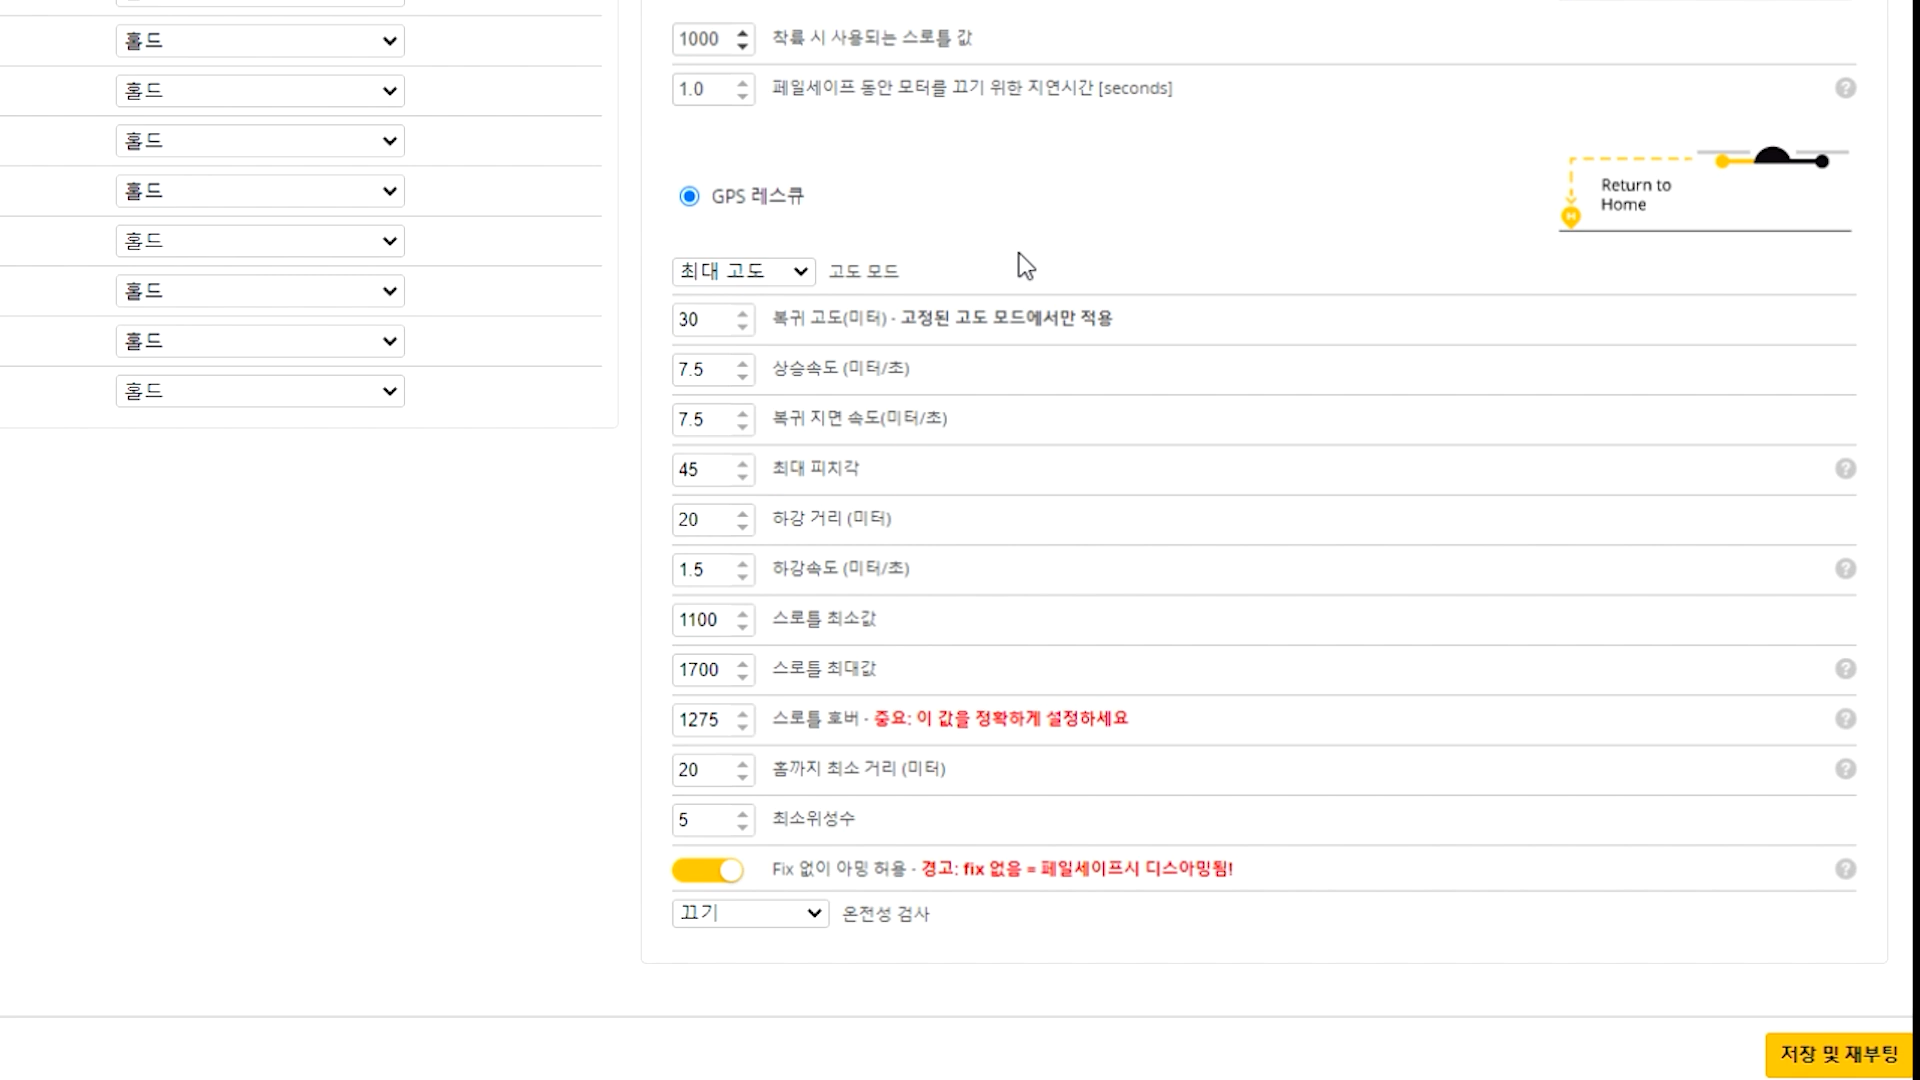 홀드
홀드
홀드
홀드
홀드
홀드
홀드
홀드
1000 착륙 시 사용되는 스로틀 값
1.0 페일세이프 동안 모터를 끄기 위한 지연시간 [seconds]
GPS 레스큐
Return to
Home
H
최대 고도 고도 모드
30 복귀 고도(미터) - 고정된 고도 모드에서만 적용
7.5 상승속도 (미터/초)
7.5 복귀 지면 속도(미터/초)
45 최대 피치각
20 하강 거리 (미터)
1.5 하강속도 (미터/초)
1100 스로틀 최소값
1700 스로틀 최대값
1275 스로틀 호버 - 중요: 이 값을 정확하게 설정하세요
20 홈까지 최소 거리 (미터)
5 최소위성수
Fix 없이 아밍 허용 - 경고: fix 없음 = 페일세이프시 디스아밍됨!
끄기 온전성 검사
저장 및 재부팅